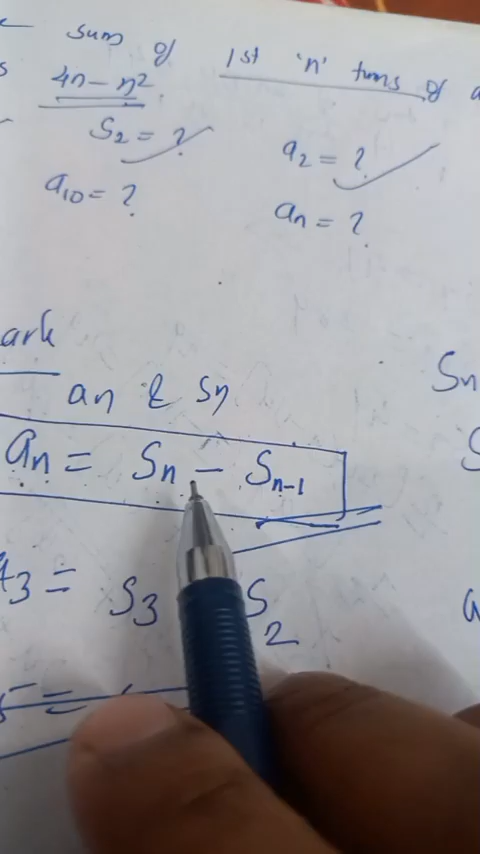 sum of 1st 'n' tums of a
s 4n - n²
S₂ = ? a₂ = ?
a₁₀ = ? aₙ = ?
ark
an & Sn
Sn
aₙ = Sₙ - Sₙ₋₁
S
3 = S₃ S₂